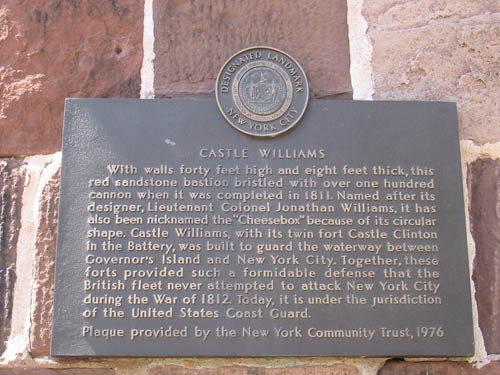 DESIGNATED LANDMARK
NEW YORK CITY
CASTLE WILLIAMS
With walls forty feet high and eight feet thick, this
red sandstone bastion bristled with over one hundred
cannon when it was completed in 1811. Named after its
designer, Lieutenant Colonel Jonathan Williams, it has
also been nicknamed the "Cheesebox" because of its circular
shape. Castle Williams, with its twin fort Castle Clinton
in the Battery, was built to guard the waterway between
Governor's Island and New York City. Together, these
forts provided such a formidable defense that the
British fleet never attempted to attack New York City
during the War of 1812. Today, it is under the jurisdiction
of the United States Coast Guard.
Plaque provided by the New York Community Trust, 1976